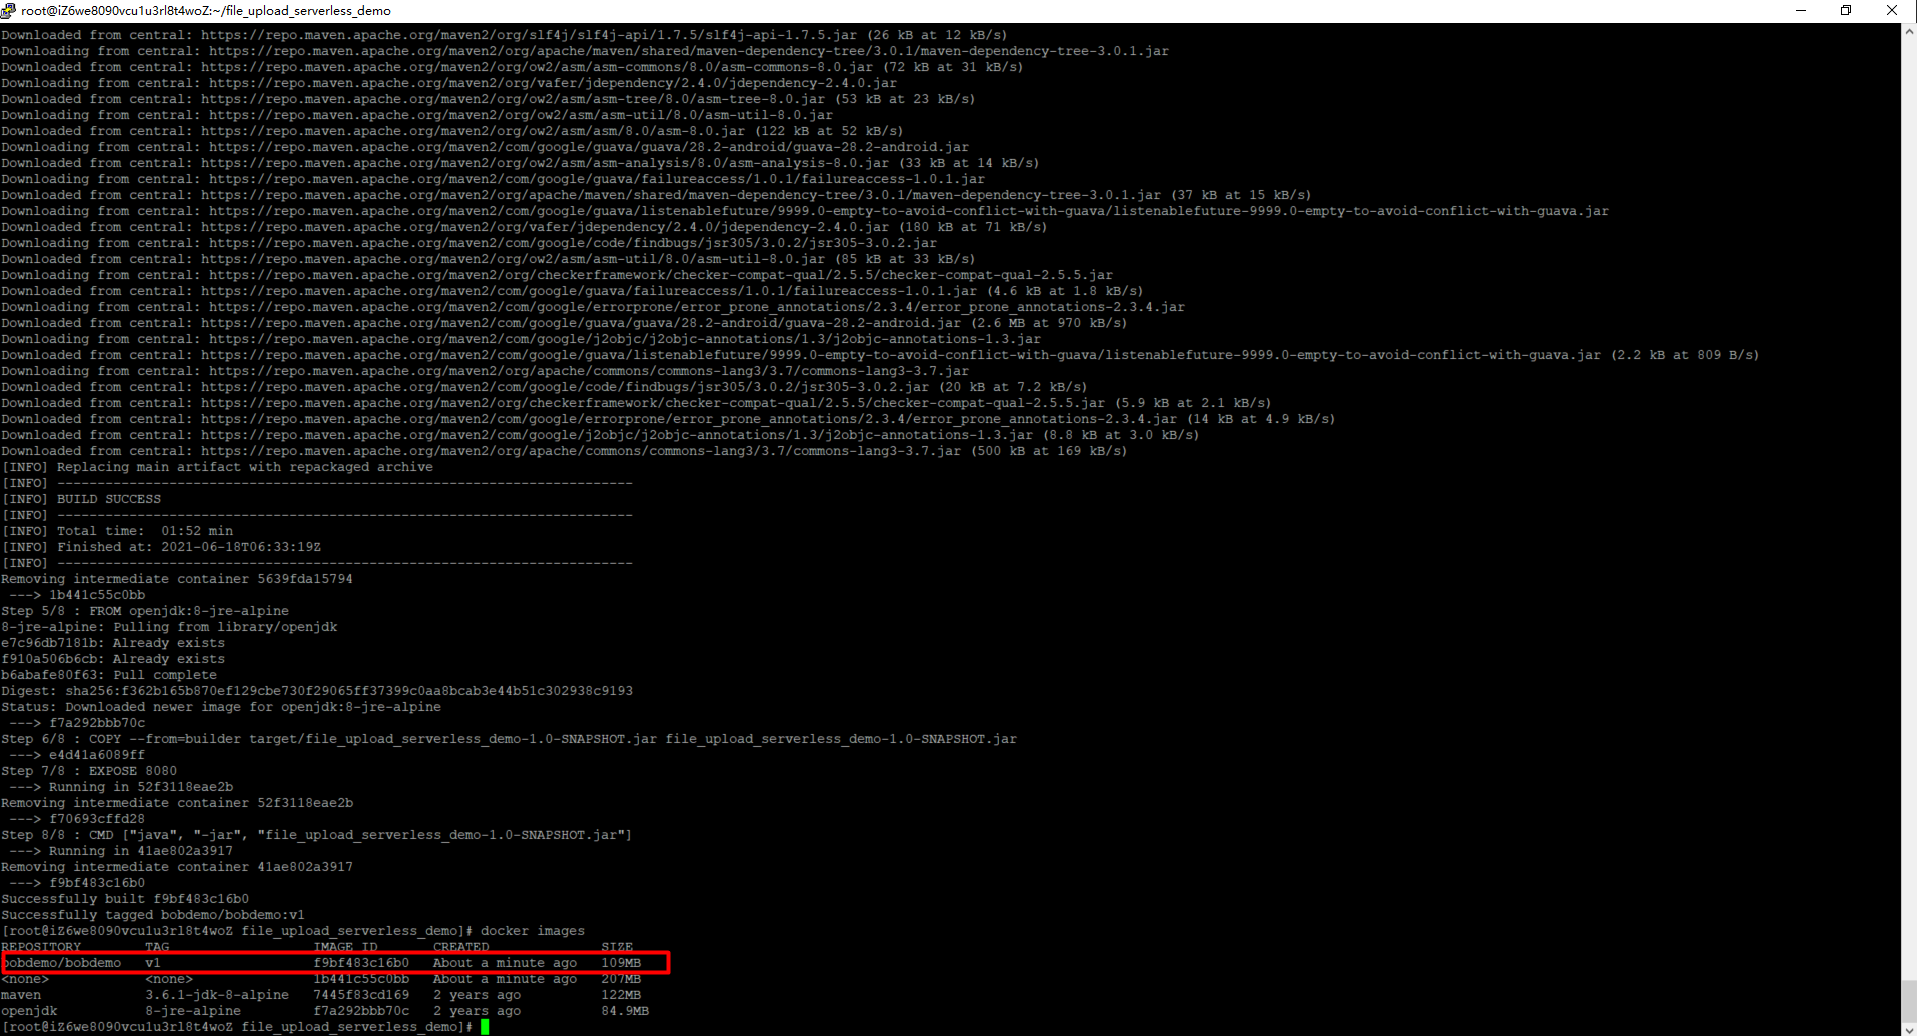 root@iZ6we8090vcu1u3rl8t4woZ:~/file_upload_serverless_demo
Downloaded from central: https://repo.maven.apache.org/maven2/org/slf4j/slf4j-api/1.7.5/slf4j-api-1.7.5.jar (26 kB at 12 kB/s)
Downloading from central: https://repo.maven.apache.org/maven2/org/apache/maven/shared/maven-dependency-tree/3.0.1/maven-dependency-tree-3.0.1.jar
Downloaded from central: https://repo.maven.apache.org/maven2/org/ow2/asm/asm-commons/8.0/asm-commons-8.0.jar (72 kB at 31 kB/s)
Downloading from central: https://repo.maven.apache.org/maven2/org/vafer/jdependency/2.4.0/jdependency-2.4.0.jar
Downloaded from central: https://repo.maven.apache.org/maven2/org/ow2/asm/asm-tree/8.0/asm-tree-8.0.jar (53 kB at 23 kB/s)
Downloading from central: https://repo.maven.apache.org/maven2/org/ow2/asm/asm-util/8.0/asm-util-8.0.jar
Downloaded from central: https://repo.maven.apache.org/maven2/org/ow2/asm/asm/8.0/asm-8.0.jar (122 kB at 52 kB/s)
Downloading from central: https://repo.maven.apache.org/maven2/com/google/guava/guava/28.2-android/guava-28.2-android.jar
Downloaded from central: https://repo.maven.apache.org/maven2/org/ow2/asm/asm-analysis/8.0/asm-analysis-8.0.jar (33 kB at 14 kB/s)
Downloading from central: https://repo.maven.apache.org/maven2/com/google/guava/failureaccess/1.0.1/failureaccess-1.0.1.jar
Downloaded from central: https://repo.maven.apache.org/maven2/org/apache/maven/shared/maven-dependency-tree/3.0.1/maven-dependency-tree-3.0.1.jar (37 kB at 15 kB/s)
Downloading from central: https://repo.maven.apache.org/maven2/com/google/guava/listenablefuture/9999.0-empty-to-avoid-conflict-with-guava/listenablefuture-9999.0-empty-to-avoid-conflict-with-guava.jar
Downloaded from central: https://repo.maven.apache.org/maven2/org/vafer/jdependency/2.4.0/jdependency-2.4.0.jar (180 kB at 71 kB/s)
Downloading from central: https://repo.maven.apache.org/maven2/com/google/code/findbugs/jsr305/3.0.2/jsr305-3.0.2.jar
Downloaded from central: https://repo.maven.apache.org/maven2/org/ow2/asm/asm-util/8.0/asm-util-8.0.jar (85 kB at 33 kB/s)
Downloading from central: https://repo.maven.apache.org/maven2/org/checkerframework/checker-compat-qual/2.5.5/checker-compat-qual-2.5.5.jar
Downloaded from central: https://repo.maven.apache.org/maven2/com/google/guava/failureaccess/1.0.1/failureaccess-1.0.1.jar (4.6 kB at 1.8 kB/s)
Downloading from central: https://repo.maven.apache.org/maven2/com/google/errorprone/error_prone_annotations/2.3.4/error_prone_annotations-2.3.4.jar
Downloaded from central: https://repo.maven.apache.org/maven2/com/google/guava/guava/28.2-android/guava-28.2-android.jar (2.6 MB at 970 kB/s)
Downloading from central: https://repo.maven.apache.org/maven2/com/google/j2objc/j2objc-annotations/1.3/j2objc-annotations-1.3.jar
Downloaded from central: https://repo.maven.apache.org/maven2/com/google/guava/listenablefuture/9999.0-empty-to-avoid-conflict-with-guava/listenablefuture-9999.0-empty-to-avoid-conflict-with-guava.jar (2.2 kB at 809 B/s)
Downloading from central: https://repo.maven.apache.org/maven2/org/apache/commons/commons-lang3/3.7/commons-lang3-3.7.jar
Downloaded from central: https://repo.maven.apache.org/maven2/com/google/code/findbugs/jsr305/3.0.2/jsr305-3.0.2.jar (20 kB at 7.2 kB/s)
Downloaded from central: https://repo.maven.apache.org/maven2/org/checkerframework/checker-compat-qual/2.5.5/checker-compat-qual-2.5.5.jar (5.9 kB at 2.1 kB/s)
Downloaded from central: https://repo.maven.apache.org/maven2/com/google/errorprone/error_prone_annotations/2.3.4/error_prone_annotations-2.3.4.jar (14 kB at 4.9 kB/s)
Downloaded from central: https://repo.maven.apache.org/maven2/com/google/j2objc/j2objc-annotations/1.3/j2objc-annotations-1.3.jar (8.8 kB at 3.0 kB/s)
Downloaded from central: https://repo.maven.apache.org/maven2/org/apache/commons/commons-lang3/3.7/commons-lang3-3.7.jar (500 kB at 169 kB/s)
[INFO] Replacing main artifact with repackaged archive
[INFO] ------------------------------------------------------------------------
[INFO] BUILD SUCCESS
[INFO] ------------------------------------------------------------------------
[INFO] Total time:  01:52 min
[INFO] Finished at: 2021-06-18T06:33:19Z
[INFO] ------------------------------------------------------------------------
Removing intermediate container 5639fda15794
 ---> 1b441c55c0bb
Step 5/8 : FROM openjdk:8-jre-alpine
8-jre-alpine: Pulling from library/openjdk
e7c96db7181b: Already exists
f910a506b6cb: Already exists
b6abafe80f63: Pull complete
Digest: sha256:f362b165b870ef129cbe730f29065ff37399c0aa8bcab3e44b51c302938c9193
Status: Downloaded newer image for openjdk:8-jre-alpine
 ---> f7a292bbb70c
Step 6/8 : COPY --from=builder target/file_upload_serverless_demo-1.0-SNAPSHOT.jar file_upload_serverless_demo-1.0-SNAPSHOT.jar
 ---> e4d41a6089ff
Step 7/8 : EXPOSE 8080
 ---> Running in 52f3118eae2b
Removing intermediate container 52f3118eae2b
 ---> f70693cffd28
Step 8/8 : CMD ["java", "-jar", "file_upload_serverless_demo-1.0-SNAPSHOT.jar"]
 ---> Running in 41ae802a3917
Removing intermediate container 41ae802a3917
 ---> f9bf483c16b0
Successfully built f9bf483c16b0
Successfully tagged bobdemo/bobdemo:v1
[root@iZ6we8090vcu1u3rl8t4woZ file_upload_serverless_demo]# docker images
REPOSITORY TAG IMAGE ID CREATED SIZE
bobdemo/bobdemo v1 f9bf483c16b0 About a minute ago 109MB
<none> <none> 1b441c55c0bb About a minute ago 207MB
maven 3.6.1-jdk-8-alpine 7445f83cd169 2 years ago 122MB
openjdk 8-jre-alpine f7a292bbb70c 2 years ago 84.9MB
[root@iZ6we8090vcu1u3rl8t4woZ file_upload_serverless_demo]#